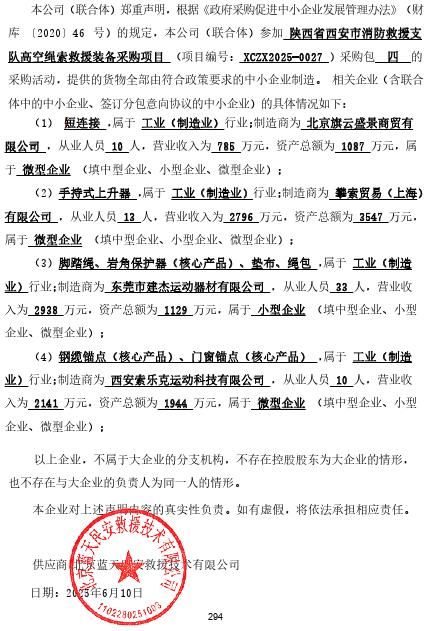 本公司（联合体）郑重声明，根据《政府采购促进中小企业发展管理办法》（财
库〔2020〕46 号）的规定，本公司（联合体）参加 陕西省西安市消防救援支
队高空绳索救援装备采购项目（项目编号：XCZX2025-0027）采购包 四 的
采购活动，提供的货物全部由符合政策要求的中小企业制造。 相关企业（含联合
体中的中小企业、签订分包意向协议的中小企业）的具体情况如下：
（1） 短连接 ,属于 工业（制造业）行业;制造商为 北京旗云盛景商贸有
限公司 ，从业人员 10 人，营业收入为 785 万元，资产总额为 1087 万元，属
于 微型企业 （填中型企业、小型企业、微型企业）；
（2）手持式上升器 ,属于 工业（制造业）行业;制造商为 攀索贸易（上海）
有限公司 ，从业人员 13 人，营业收入为 2796 万元，资产总额为 3547 万元，
属于 微型企业 （填中型企业、小型企业、微型企业）；
（3）脚踏绳、岩角保护器（核心产品）、垫布、绳包 ,属于 工业（制造
业）行业;制造商为 东莞市建杰运动器材有限公司 ，从业人员 33 人，营业收
入为 2938 万元，资产总额为 1129 万元，属于 小型企业 （填中型企业、小型
企业、微型企业）；
（4）钢缆锚点（核心产品）、门窗锚点（核心产品） ,属于 工业（制造
业）行业;制造商为 西安索乐克运动科技有限公司 ，从业人员 10 人，营业收
入为 2141 万元，资产总额为 1944 万元，属于 微型企业 （填中型企业、小型
企业、微型企业）；
以上企业，不属于大企业的分支机构，不存在控股股东为大企业的情形，
也不存在与大企业的负责人为同一人的情形。
本企业对上述声明内容的真实性负责。如有虚假，将依法承担相应责任。
北京蓝天民安救援技术有限公司
供应商:北京蓝天民安救援技术有限公司
日期：2025年6月10日
1102280251003
294